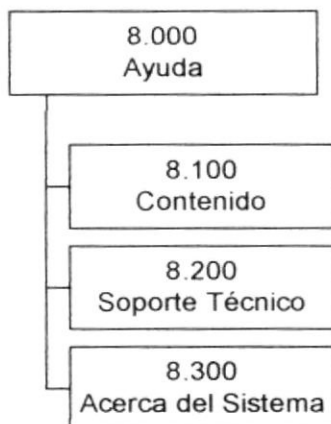 8.000
Ayuda
8.100
Contenido
8.200
Soporte Técnico
8.300
Acerca del Sistema